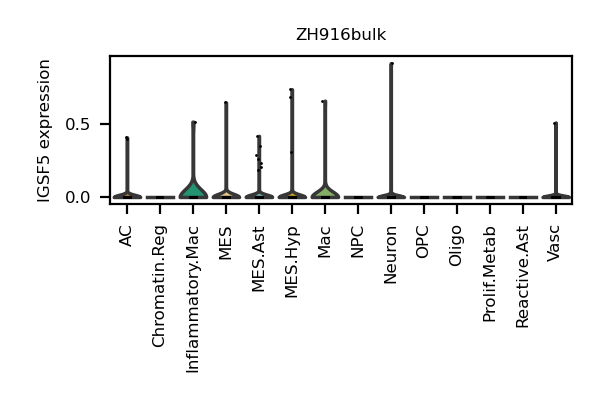 ZH916bulk
IGSF5 expression
0.5
0.0
AC
Chromatin.Reg
Inflammatory.Mac
MES
MES.Ast
MES.Hyp
Mac
NPC
Neuron
OPC
Oligo
Prolif.Metab
Reactive.Ast
Vasc